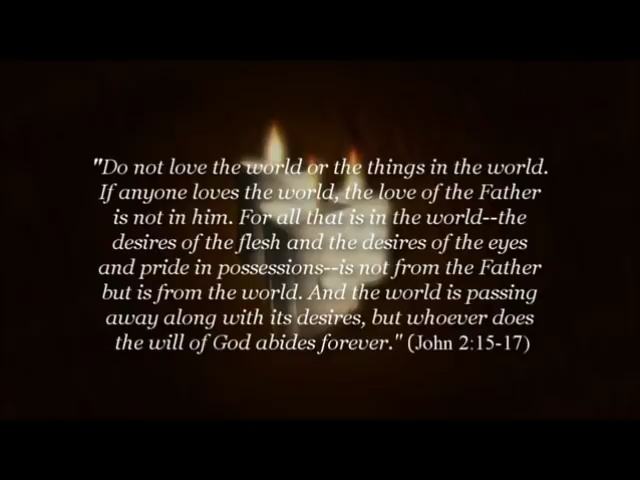 "Do not love the world or the things in the world.
If anyone loves the world, the love of the Father
is not in him. For all that is in the world--the
desires of the flesh and the desires of the eyes
and pride in possessions--is not from the Father
but is from the world. And the world is passing
away along with its desires, but whoever does
the will of God abides forever." (John 2:15-17)